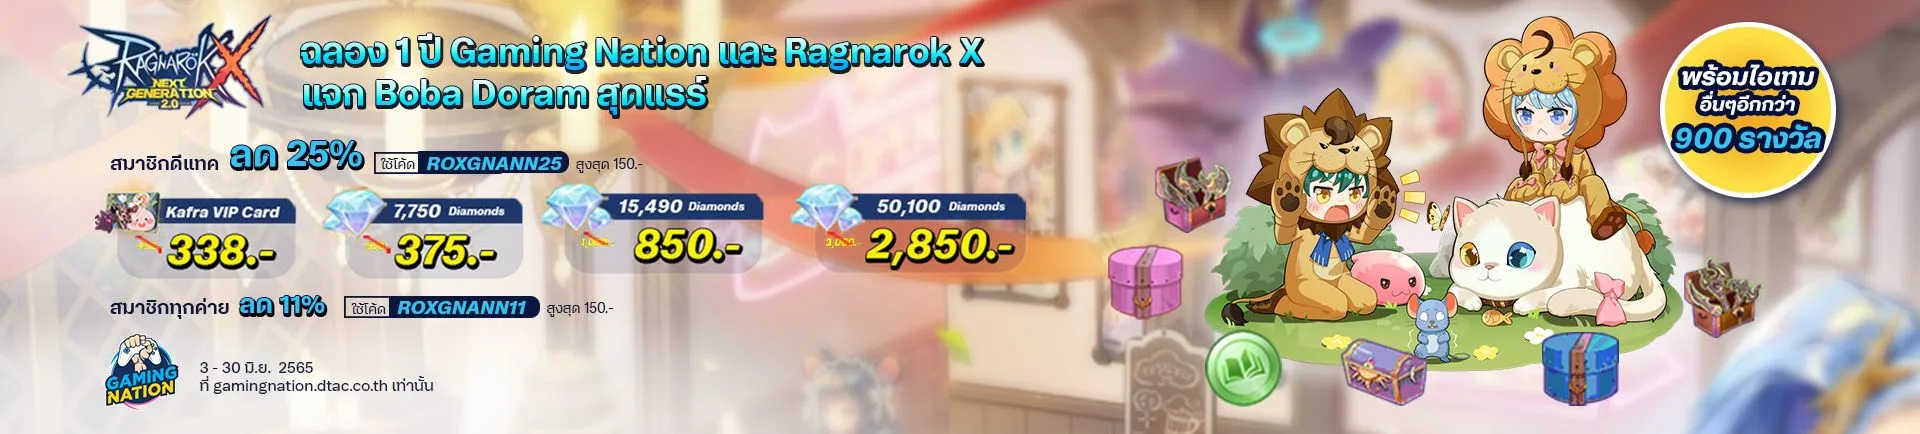 RAGNARÖK X
NEXT
GENERATION
2.0
ฉลอง 1 ปี Gaming Nation และ Ragnarok X
แจก Boba Doram สุดแรร์
สมาชิกดีแทค ลด 25% ใช้โค้ด ROXGNANN25 สูงสุด 150.-
Kafra VIP Card
338.-
7,750 Diamonds
375.-
15,490 Diamonds
850.-
50,100 Diamonds
3,000.-
2,850.-
สมาชิกทุกค่าย ลด 11% ใช้โค้ด ROXGNANN11 สูงสุด 150.-
GAMING
NATION
3 - 30 มิ.ย. 2565
ที่ gamingnation.dtac.co.th เท่านั้น
พร้อมไอเทม
อื่นๆอีกกว่า
900 รางวัล